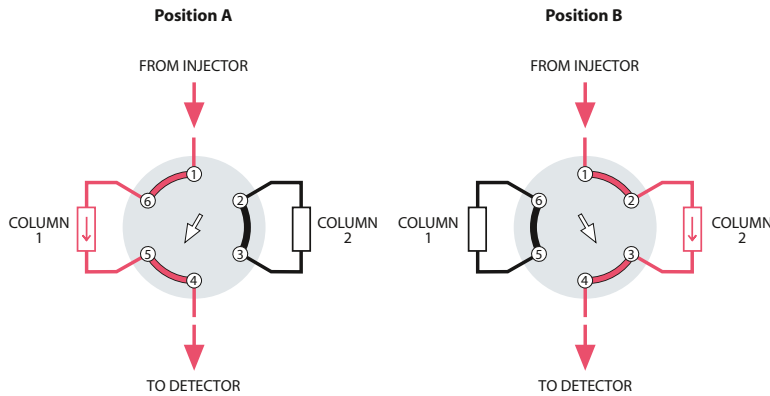 Position A
FROM INJECTOR
1
6
2
COLUMN
1
COLUMN
2
5
3
4
TO DETECTOR
Position B
FROM INJECTOR
1
6
2
COLUMN
1
COLUMN
2
5
3
4
TO DETECTOR